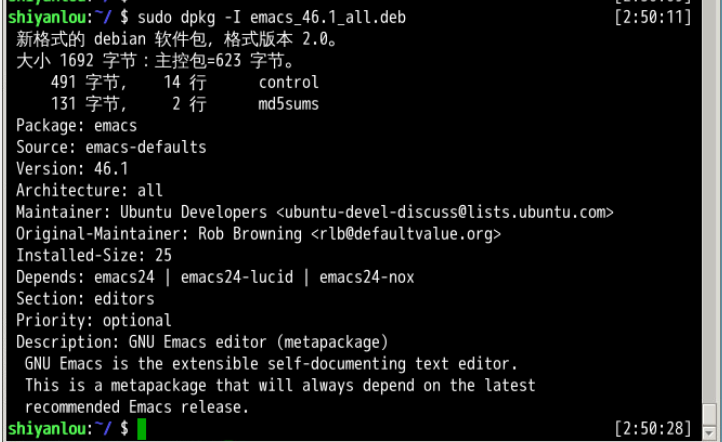 shiyanlou:~/ $ sudo dpkg -I emacs_46.1_all.deb [2:50:11]
新格式的 debian 软件包, 格式版本 2.0。
大小 1692 字节：主控包=623 字节。
491 字节, 14 行 control
131 字节, 2 行 md5sums
Package: emacs
Source: emacs-defaults
Version: 46.1
Architecture: all
Maintainer: Ubuntu Developers <ubuntu-devel-discuss@lists.ubuntu.com>
Original-Maintainer: Rob Browning <rlb@defaultvalue.org>
Installed-Size: 25
Depends: emacs24 | emacs24-lucid | emacs24-nox
Section: editors
Priority: optional
Description: GNU Emacs editor (metapackage)
GNU Emacs is the extensible self-documenting text editor.
This is a metapackage that will always depend on the latest
recommended Emacs release.
shiyanlou:~/ $ [2:50:28]